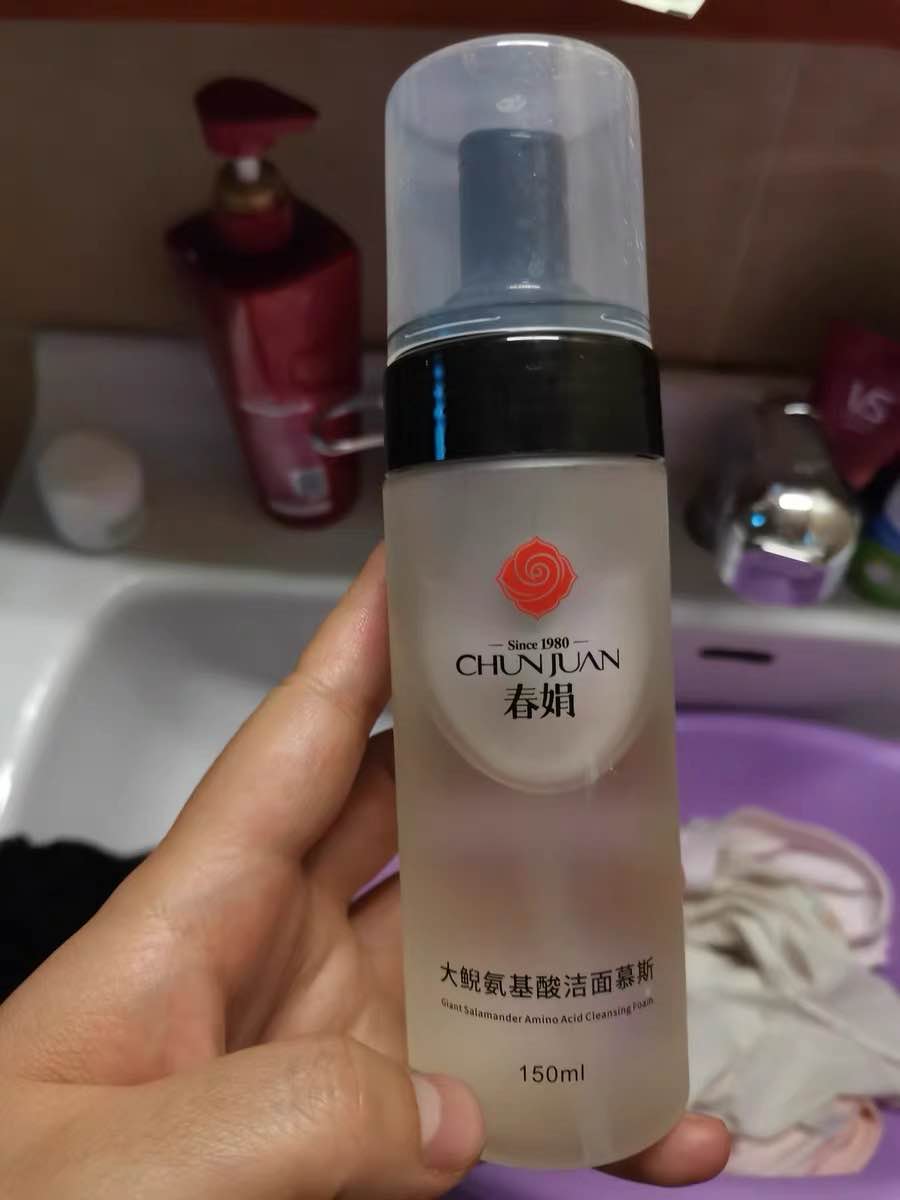 Since 1980
CHUN JUAN
春娟
大鲵氨基酸洁面慕斯
Giant Salamander Amino Acid Cleansing Foam
150ml
VS